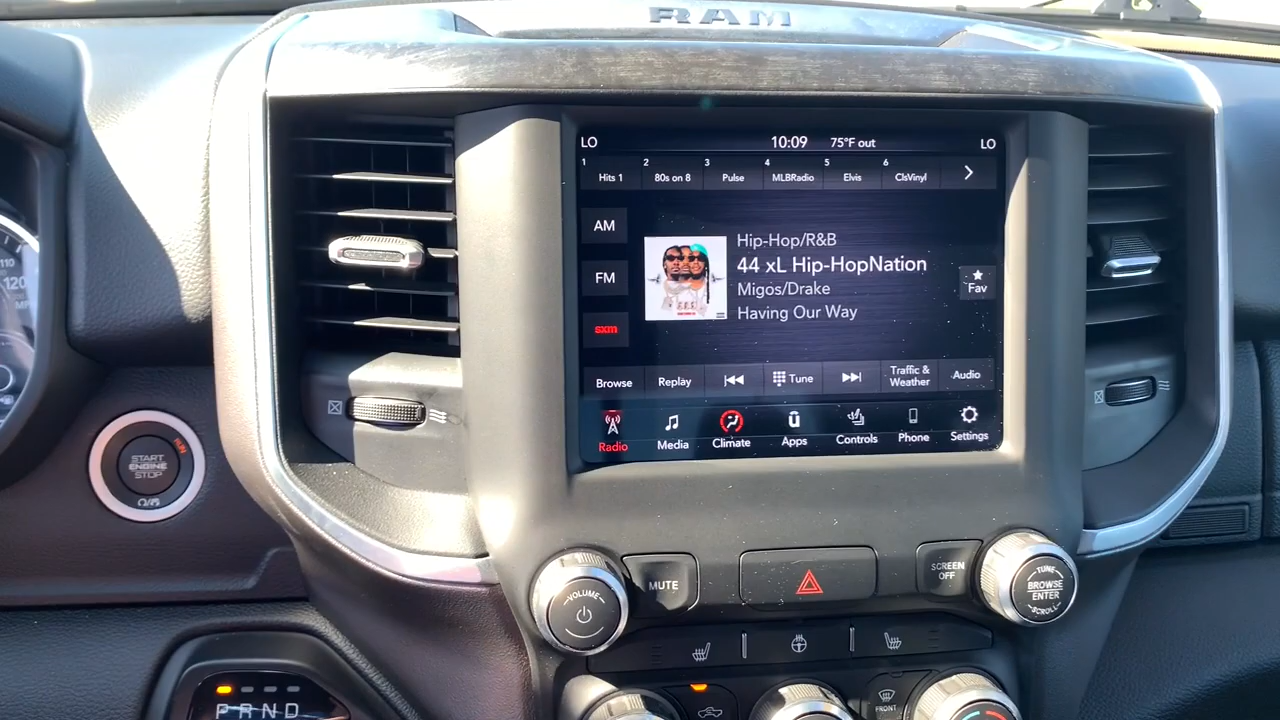 RAM
LO 10:09 75°F out LO
1 Hits 1 2 80s on 8 3 Pulse 4 MLBRadio 5 Elvis 6 ClsVinyl
AM
FM
sxm
Hip-Hop/R&B
44 xL Hip-HopNation
Migos/Drake
Having Our Way
Fav
Browse Replay Tune Traffic &
Weather Audio
Radio Media Climate Apps Controls Phone Settings
110
120
START
ENGINE
STOP
RUN
VOLUME
MUTE
SCREEN
OFF
TUNE
BROWSE
ENTER
SCROLL
PRND
FRONT